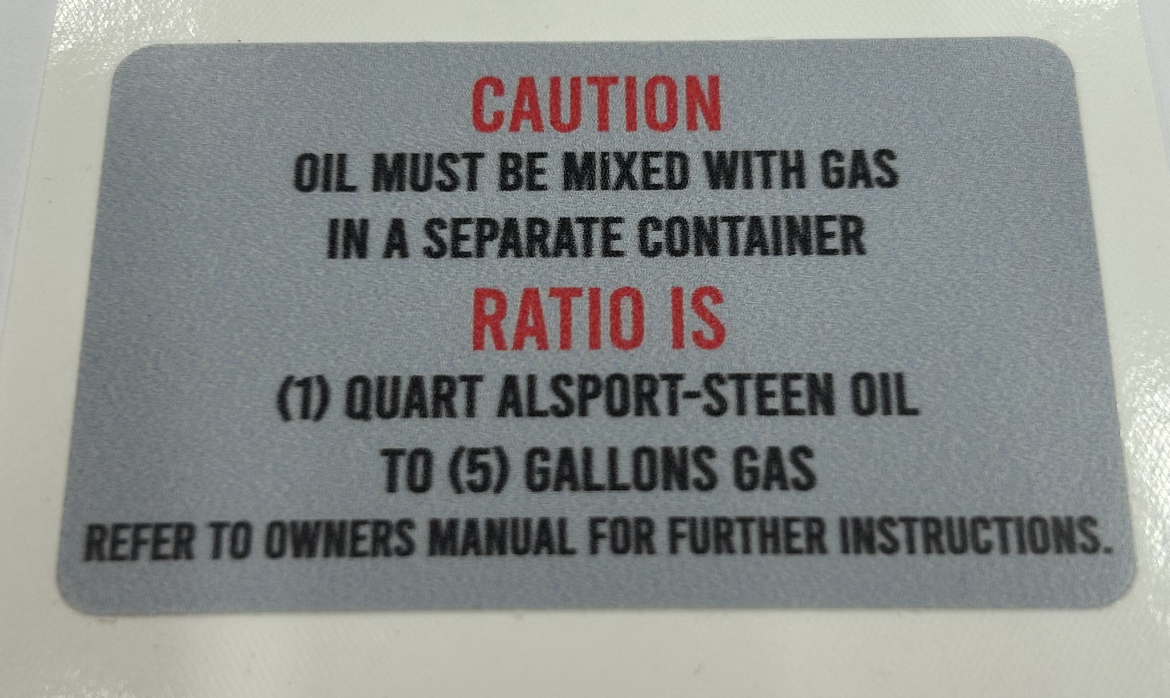 CAUTION
OIL MUST BE MIXED WITH GAS
IN A SEPARATE CONTAINER
RATIO IS
(1) QUART ALSPORT-STEEN OIL
TO (5) GALLONS GAS
REFER TO OWNERS MANUAL FOR FURTHER INSTRUCTIONS.